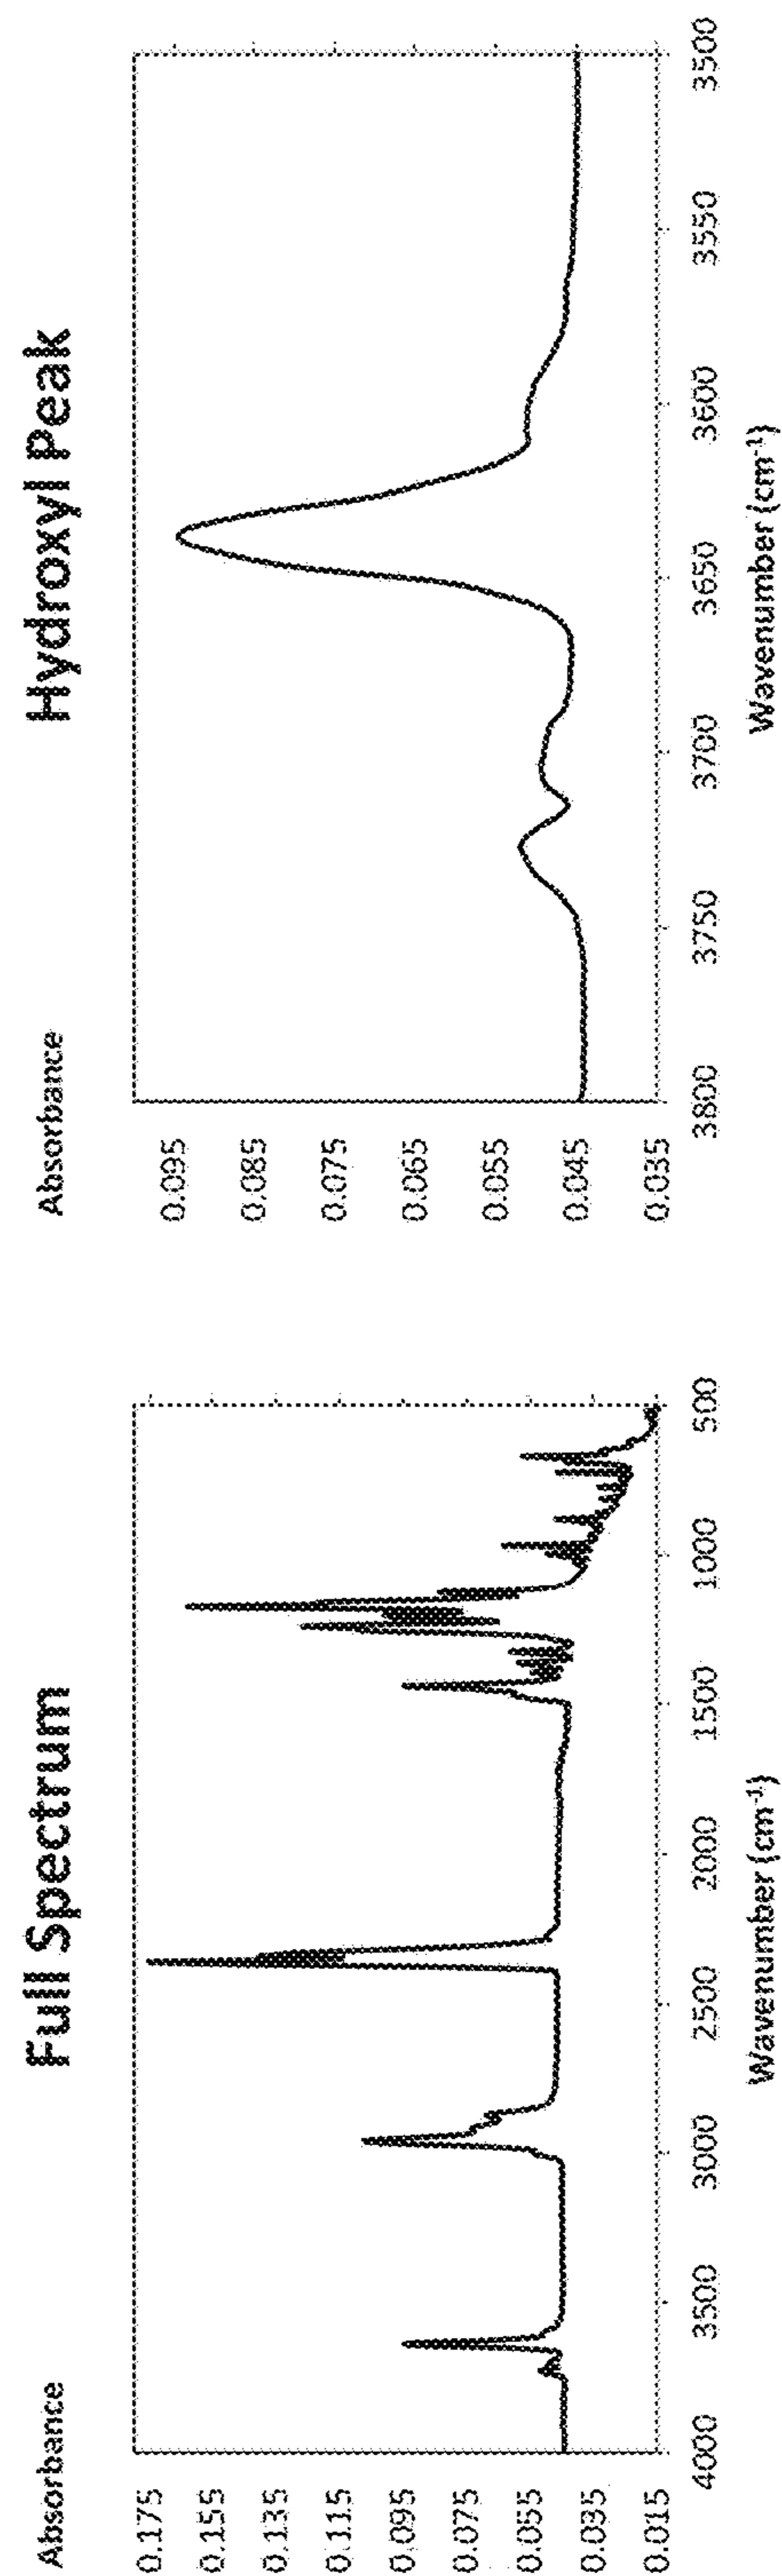 Full Spectrum
Absorbance
0.175
0.155
0.135
0.115
0.095
0.075
0.055
0.035
0.015
4000 3500 3000 2500 2000 1500 1000 500
Wavenumber (cm-1)
Hydroxyl Peak
Absorbance
0.095
0.085
0.075
0.065
0.055
0.045
0.035
3800 3750 3700 3650 3600 3550 3500
Wavenumber (cm-1)